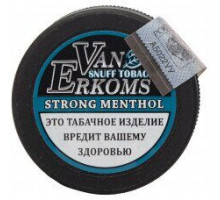 VAN
SNUFF TOBAC
ERKOMS
STRONG MENTHOL
ЭТО ТАБАЧНОЕ ИЗДЕЛИЕ
ВРЕДИТ ВАШЕМУ
ЗДОРОВЬЮ